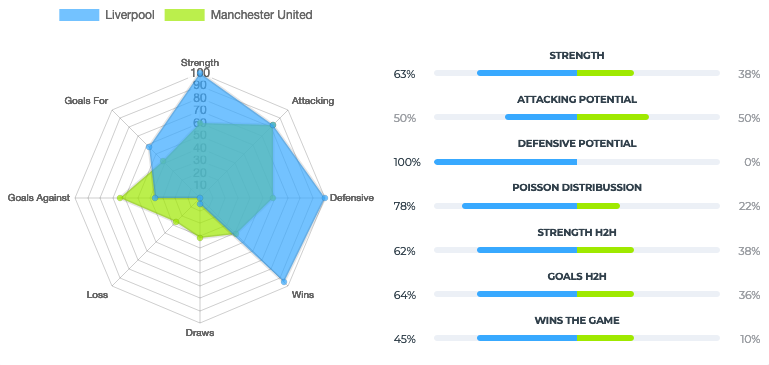 Liverpool
Manchester United
Strength
100
90
80
70
60
50
40
30
20
10
Attacking
Defensive
Wins
Draws
Loss
Goals Against
Goals For
STRENGTH
63%
38%
ATTACKING POTENTIAL
50%
50%
DEFENSIVE POTENTIAL
100%
0%
POISSON DISTRIBUSSION
78%
22%
STRENGTH H2H
62%
38%
GOALS H2H
64%
36%
WINS THE GAME
45%
10%